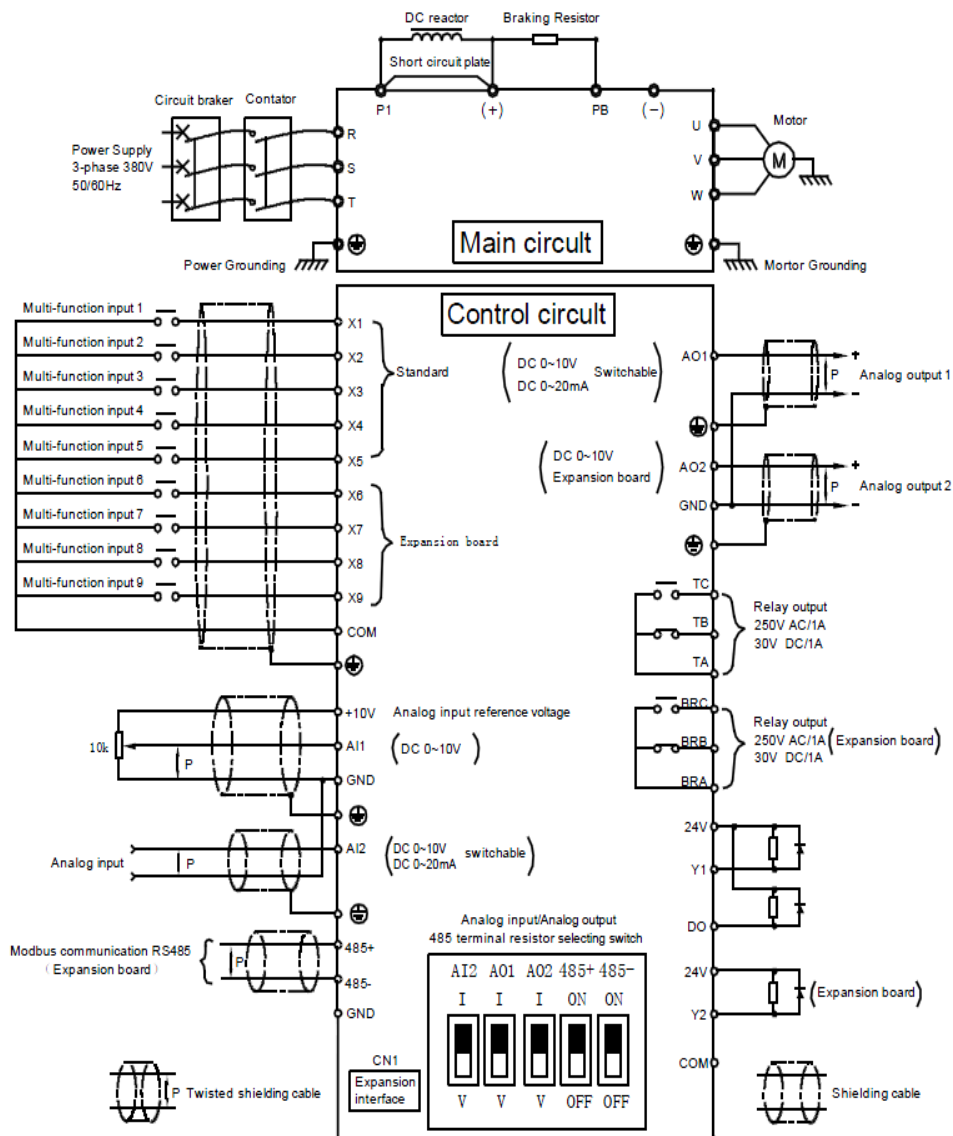 DC reactor
Braking Resistor
Short circuit plate
P1
(+)
PB
(-)
Circuit braker
Contator
Power Supply
3-phase 380V
50/60Hz
R
S
T
U
V
W
Motor
M
Main circult
Power Grounding
Mortor Grounding
Control circult
Multi-function input 1
Multi-function input 2
Multi-function input 3
Multi-function input 4
Multi-function input 5
Multi-function input 6
Multi-function input 7
Multi-function input 8
Multi-function input 9
X1
X2
X3
X4
X5
X6
X7
X8
X9
COM
Standard
Expansion board
DC 0~10V
DC 0~20mA
Switchable
AO1
P
+
-
Analog output 1
DC 0~10V
Expansion board
AO2
GND
P
+
-
Analog output 2
TC
TB
TA
Relay output
250V AC/1A
30V DC/1A
BRC
BRB
BRA
Relay output
250V AC/1A
30V DC/1A
(Expansion board)
10k
P
+10V
AI1
GND
Analog input reference voltage
(DC 0~10V)
Analog input
P
AI2
DC 0~10V
DC 0~20mA
switchable
24V
Y1
DO
24V
Y2
(Expansion board)
COM
Modbus communication RS485
(Expansion board)
P
485+
485-
GND
Analog input/Analog output
485 terminal resistor selecting switch
AI2 AO1 AO2 485+ 485-
I I I ON ON
V V V OFF OFF
CN1
Expansion
interface
P Twisted shielding cable
Shielding cable